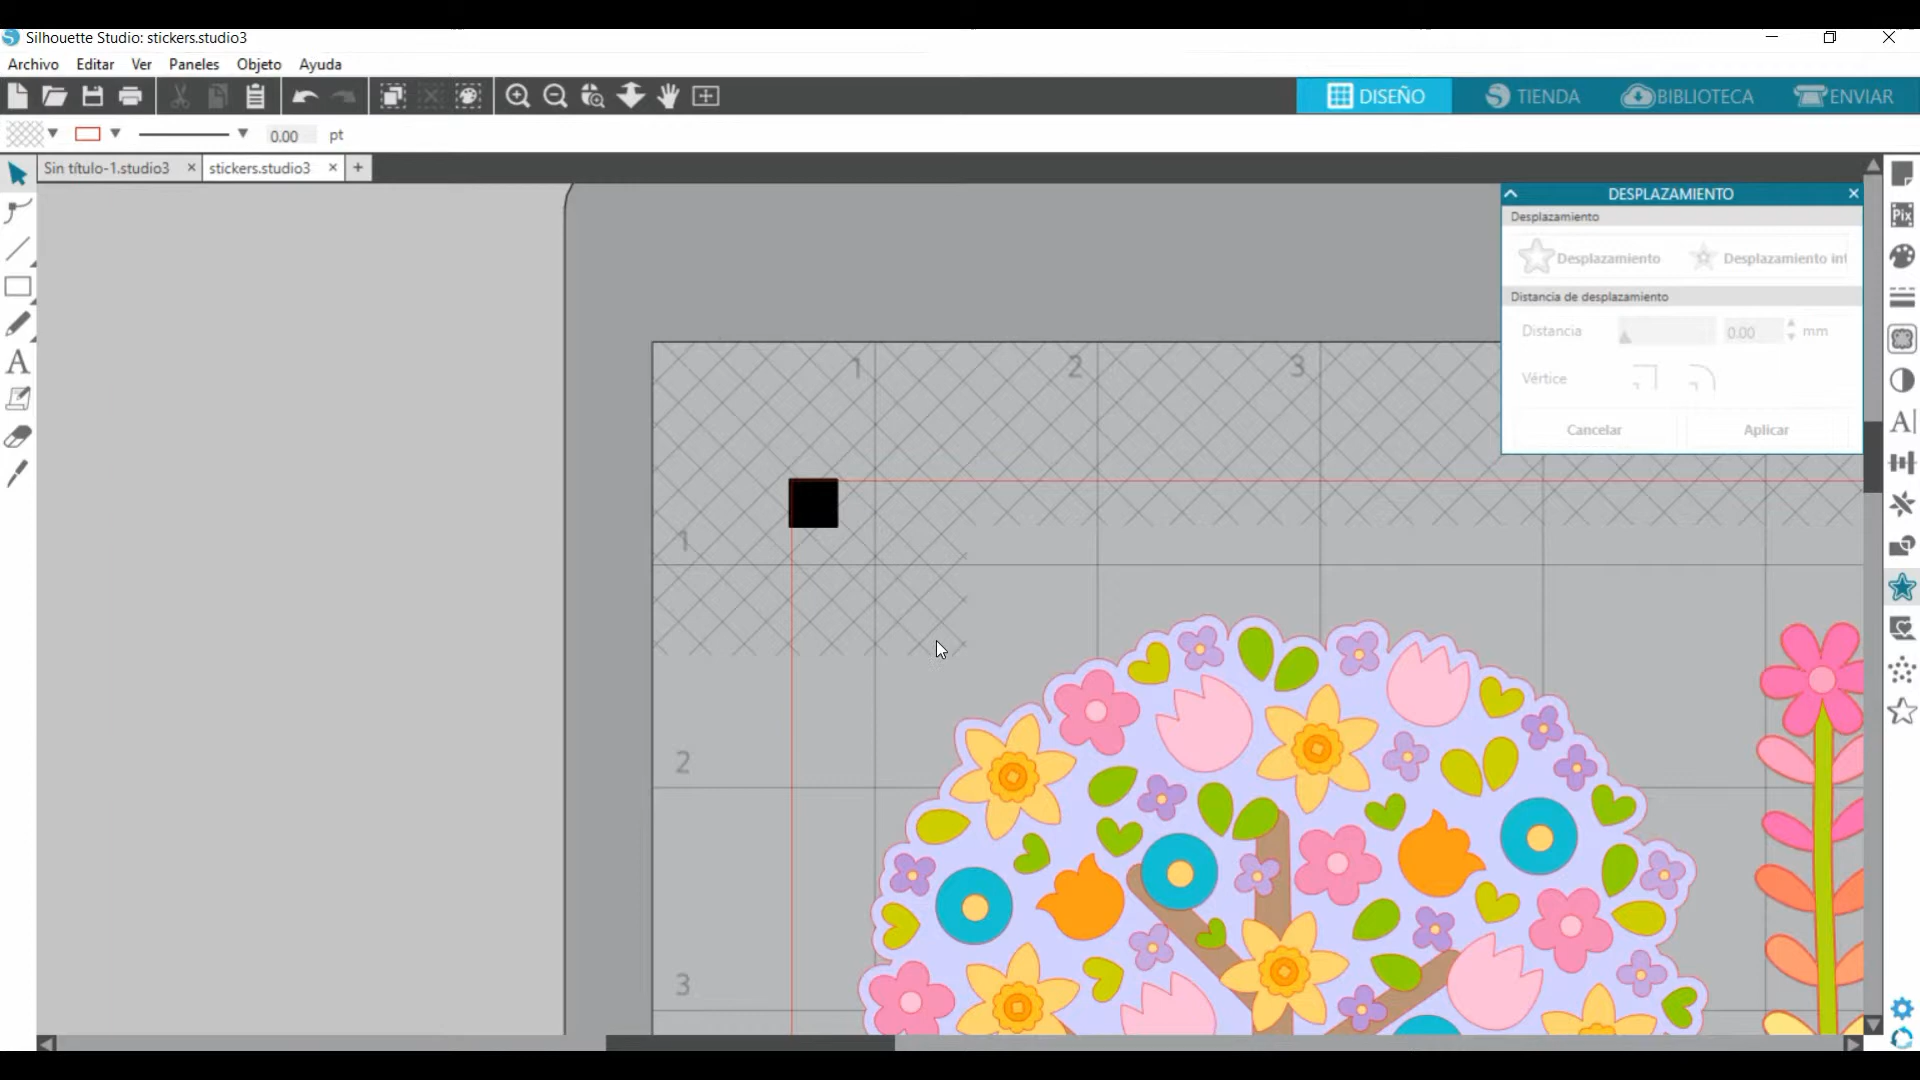 Silhouette Studio: stickers.studio3
Archivo Editar Ver Paneles Objeto Ayuda
DISEÑO TIENDA BIBLIOTECA ENVIAR
0.00 pt
Sin título-1.studio3 stickers.studio3
DESPLAZAMIENTO
Desplazamiento
Desplazamiento Desplazamiento int
Distancia de desplazamiento
Distancia 0.00 mm
Vértice
Cancelar Aplicar
Pix
A
A
1 2 3
1
2
3